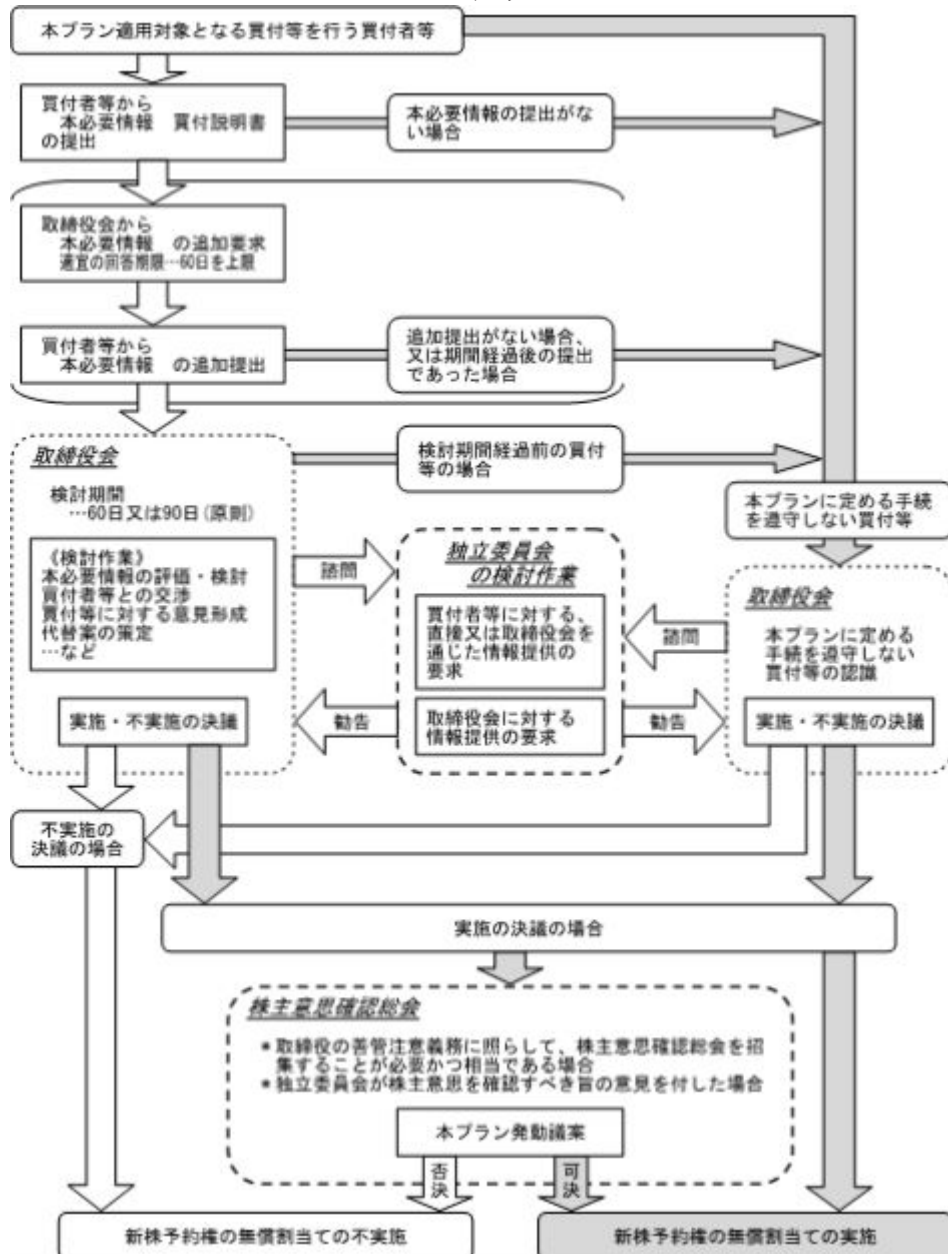 本プラン適用対象となる買付等を行う買付者等
買付者等から
本必要情報　買付説明書
の提出
本必要情報の提出がな
い場合
取締役会から
本必要情報　の追加要求
適宜の回答期限…60日を上限
買付者等から
本必要情報　の追加提出
追加提出がない場合、
又は期間経過後の提出
であった場合
取締役会
検討期間
…60日又は90日(原則)
検討期間経過前の買付
等の場合
本プランに定める手続
を遵守しない買付等
《検討作業》
本必要情報の評価・検討
買付者等との交渉
買付等に対する意見形成
代替案の策定
…など
諮問
独立委員会
の検討作業
買付者等に対する、
直接又は取締役会を
通じた情報提供の
要求
諮問
取締役会
本プランに定める
手続を遵守しない
買付等の認識
実施・不実施の決議
勧告
取締役会に対する
情報提供の要求
勧告
実施・不実施の決議
不実施の
決議の場合
実施の決議の場合
株主意思確認総会
*取締役の善管注意義務に照らして、株主意思確認総会を招
集することが必要かつ相当である場合
*独立委員会が株主意思を確認すべき旨の意見を付した場合
本プラン発動議案
否決
可決
新株予約権の無償割当ての不実施
新株予約権の無償割当ての実施